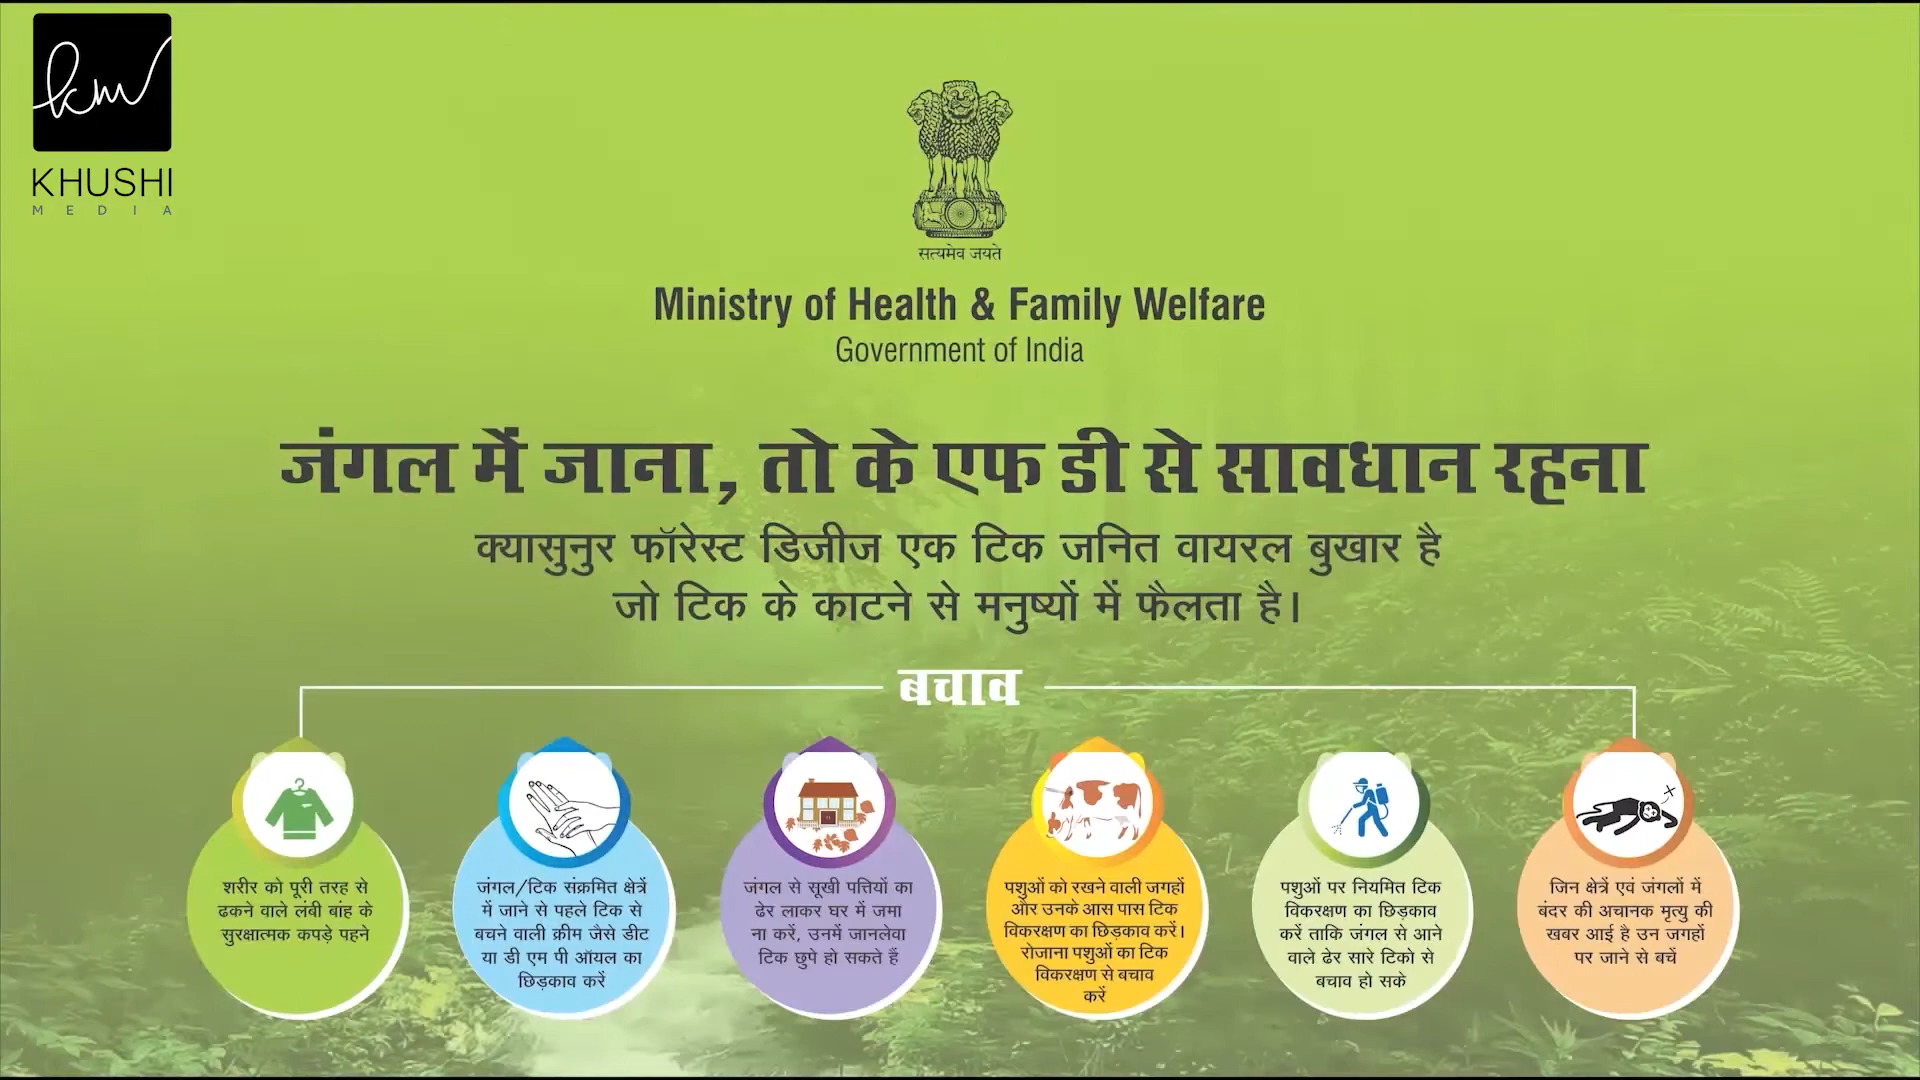 km
KHUSHI
MEDIA
सत्यमेव जयते
Ministry of Health & Family Welfare
Government of India
जंगल में जाना, तो के एफ डी से सावधान रहना
क्यासुनुर फॉरेस्ट डिजीज एक टिक जनित वायरल बुखार है
जो टिक के काटने से मनुष्यों में फैलता है।
बचाव
शरीर को पूरी तरह से
ढकने वाले लंबी बांह के
सुरक्षात्मक कपड़े पहने
जंगल/टिक संक्रमित क्षेत्रें
में जाने से पहले टिक से
बचने वाली क्रीम जैसे डीट
या डी एम पी ऑयल का
छिड़काव करें
जंगल से सूखी पत्तियों का
ढेर लाकर घर में जमा
ना करें, उनमें जानलेवा
टिक छुपे हो सकते हैं
पशुओं को रखने वाली जगहों
और उनके आस पास टिक
विकरक्षण का छिड़काव करें।
रोजाना पशुओं का टिक
विकरक्षण से बचाव
करें
पशुओं पर नियमित टिक
विकरक्षण का छिड़काव
करें ताकि जंगल से आने
वाले ढेर सारे टिको से
बचाव हो सके
जिन क्षेत्रें एवं जंगलों में
बंदर की अचानक मृत्यु की
खबर आई है उन जगहों
पर जाने से बचें